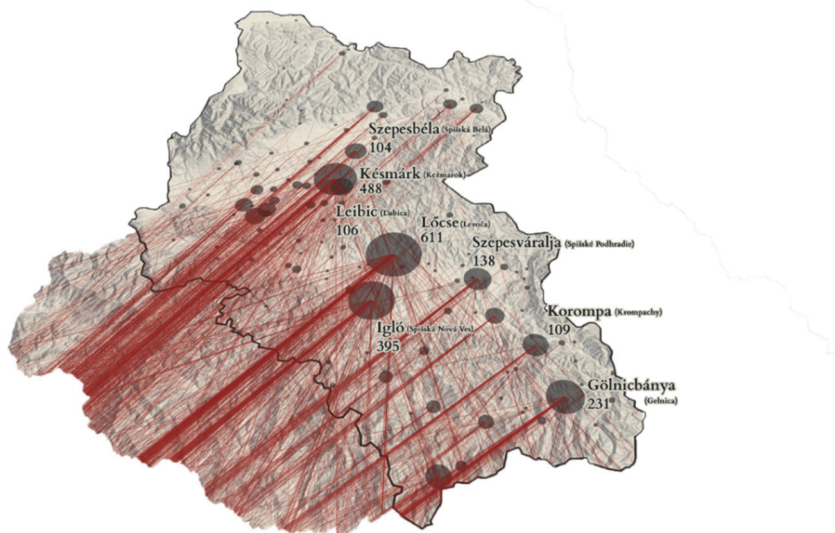 Szepesbéla (Spišská Belá)
104
Késmárk (Kežmarok)
488
Leibic (Ľubica)
106
Lőcse (Levoča)
611
Szepesváralja (Spišské Podhradie)
138
Igló (Spišská Nová Ves)
395
Korompa (Krompachy)
109
Gölnicbánya
231 (Gelnica)